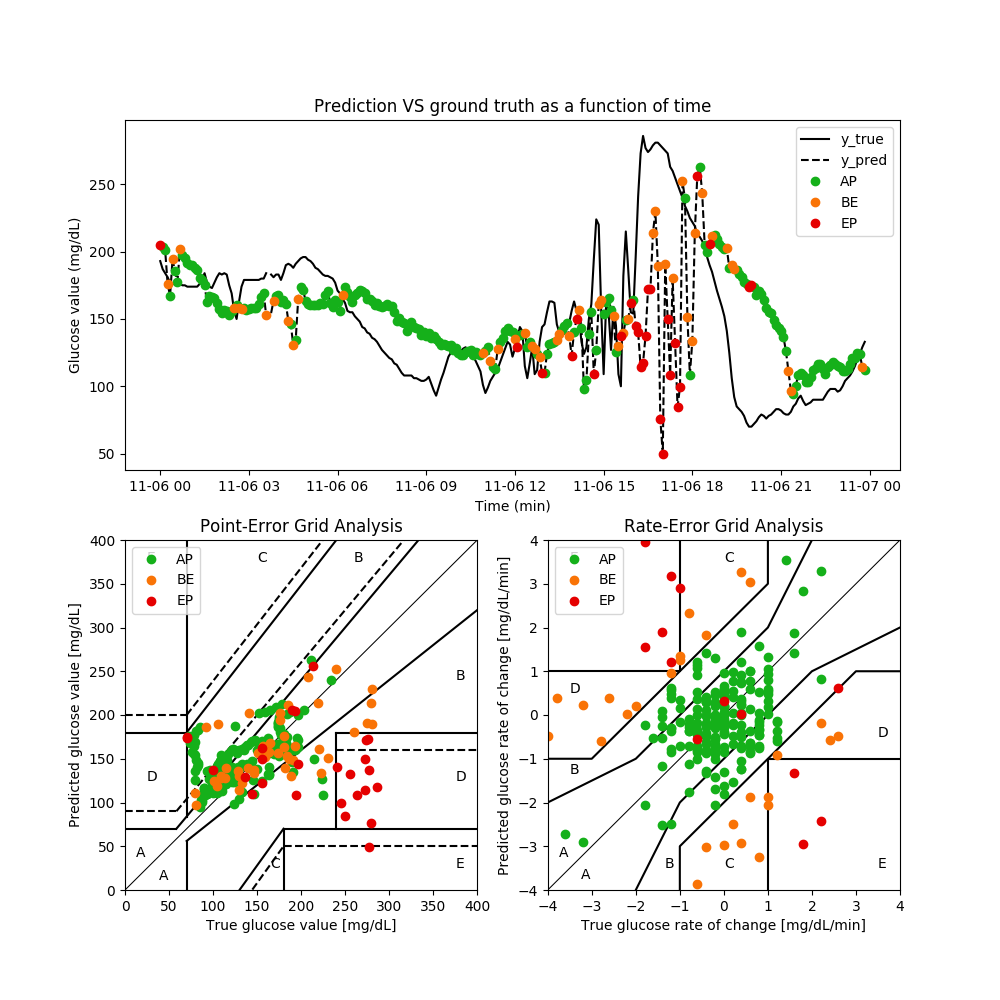 Prediction VS ground truth as a function of time
Glucose value (mg/dL)
250
200
150
100
50
y_true
y_pred
AP
BE
EP
11-06 00 11-06 03 11-06 06 11-06 09 11-06 12 11-06 15 11-06 18 11-06 21 11-07 00
Time (min)
Point-Error Grid Analysis
Predicted glucose value [mg/dL]
400
350
300
250
200
150
100
50
0
AP
BE
EP
C
B
B
D
D
A
A
C
E
0 50 100 150 200 250 300 350 400
True glucose value [mg/dL]
Rate-Error Grid Analysis
Predicted glucose rate of change [mg/dL/min]
4
3
2
1
0
−1
−2
−3
−4
AP
BE
EP
C
D
D
B
A
A
B
C
E
−4 −3 −2 −1 0 1 2 3 4
True glucose rate of change [mg/dL/min]